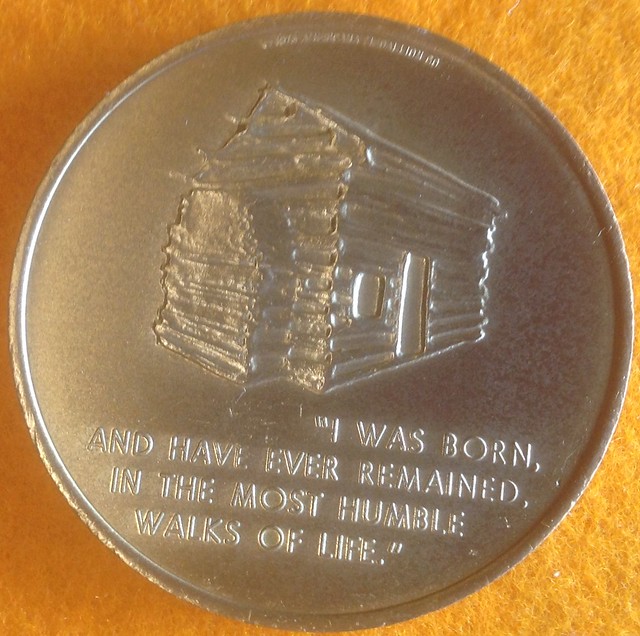 "I WAS BORN,
AND HAVE EVER REMAINED,
IN THE MOST HUMBLE
WALKS OF LIFE."